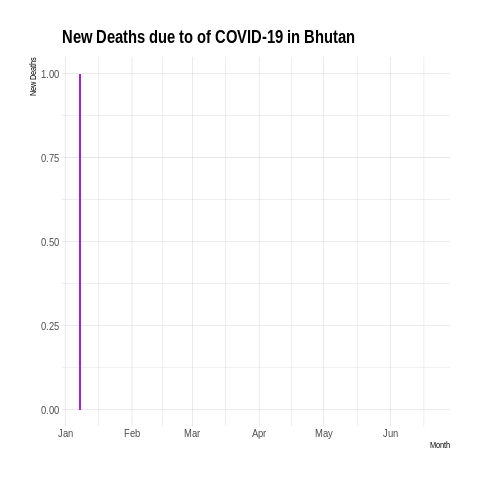 New Deaths due to of COVID-19 in Bhutan
New Deaths
1.00
0.75
0.50
0.25
0.00
Jan Feb Mar Apr May Jun
Month